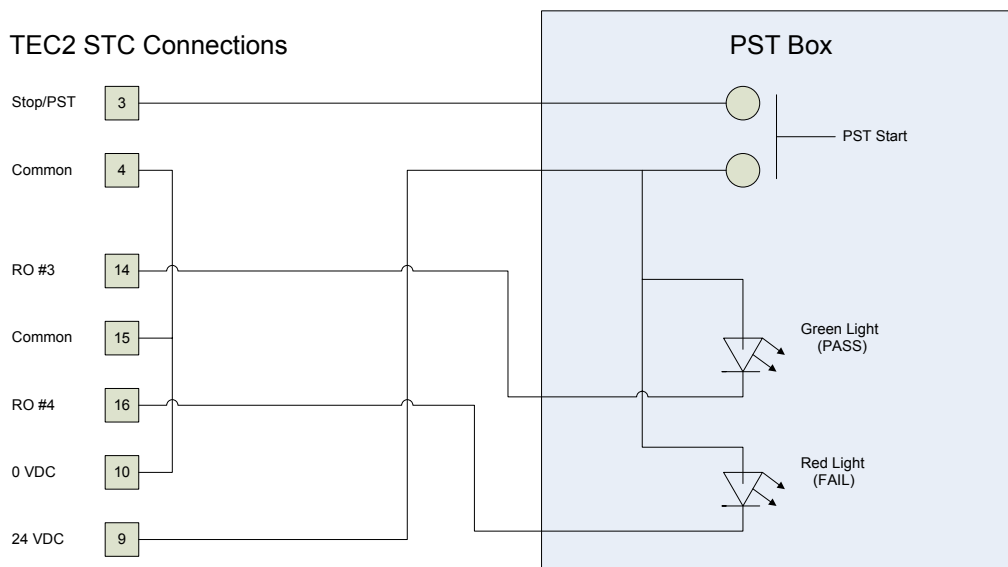 TEC2 STC Connections
PST Box
Stop/PST
3
PST Start
Common
4
RO #3
14
Common
15
Green Light
(PASS)
RO #4
16
0 VDC
10
Red Light
(FAIL)
24 VDC
9